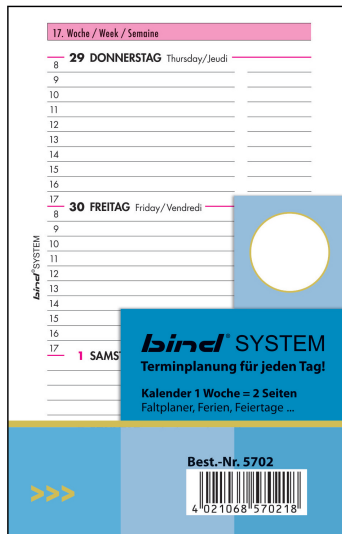 17. Woche / Week / Semaine
29 DONNERSTAG Thursday/Jeudi
8
9
10
11
12
13
14
15
16
17
30 FREITAG Friday/Vendredi
8
9
10
11
12
13
14
15
16
17
1 SAMST
bind® SYSTEM
bind® SYSTEM
Terminplanung für jeden Tag!
Kalender 1 Woche = 2 Seiten
Faltplaner, Ferien, Feiertage ...
Best.-Nr. 5702
>>>
4 021068 570218